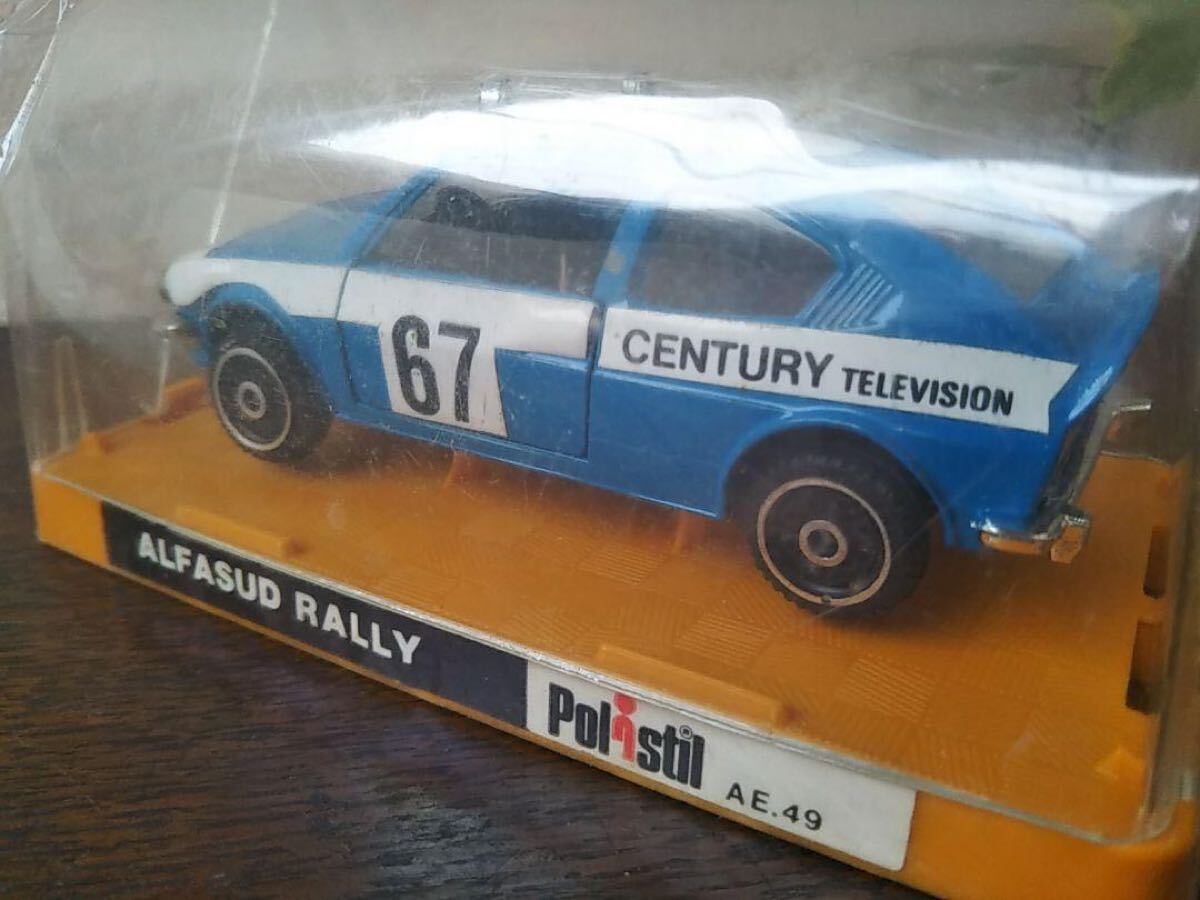 67
CENTURY TELEVISION
ALFASUD RALLY
Polistil®
AE.49